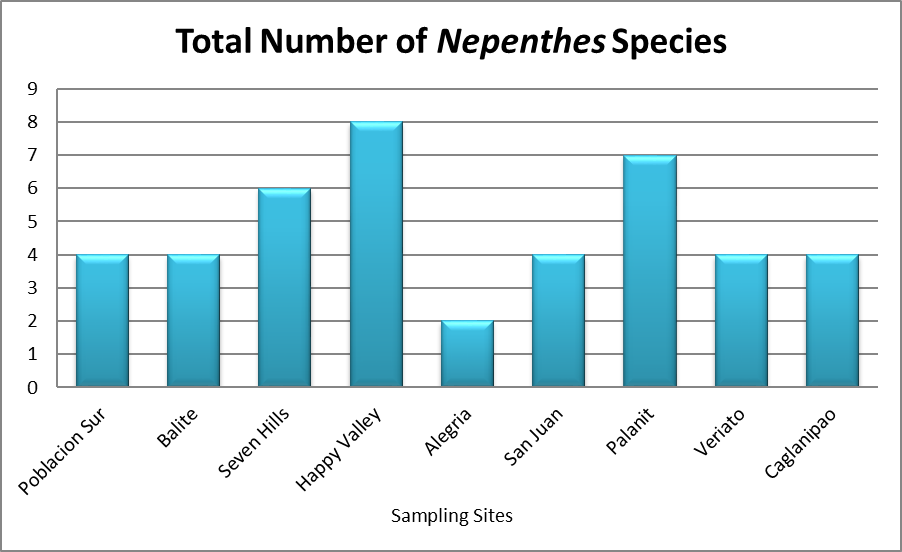 Total Number of Nepenthes Species
9
8
7
6
5
4
3
2
1
0
Poblacion Sur
Balite
Seven Hills
Happy Valley
Alegria
San Juan
Palanit
Veriato
Caglanipao
Sampling Sites